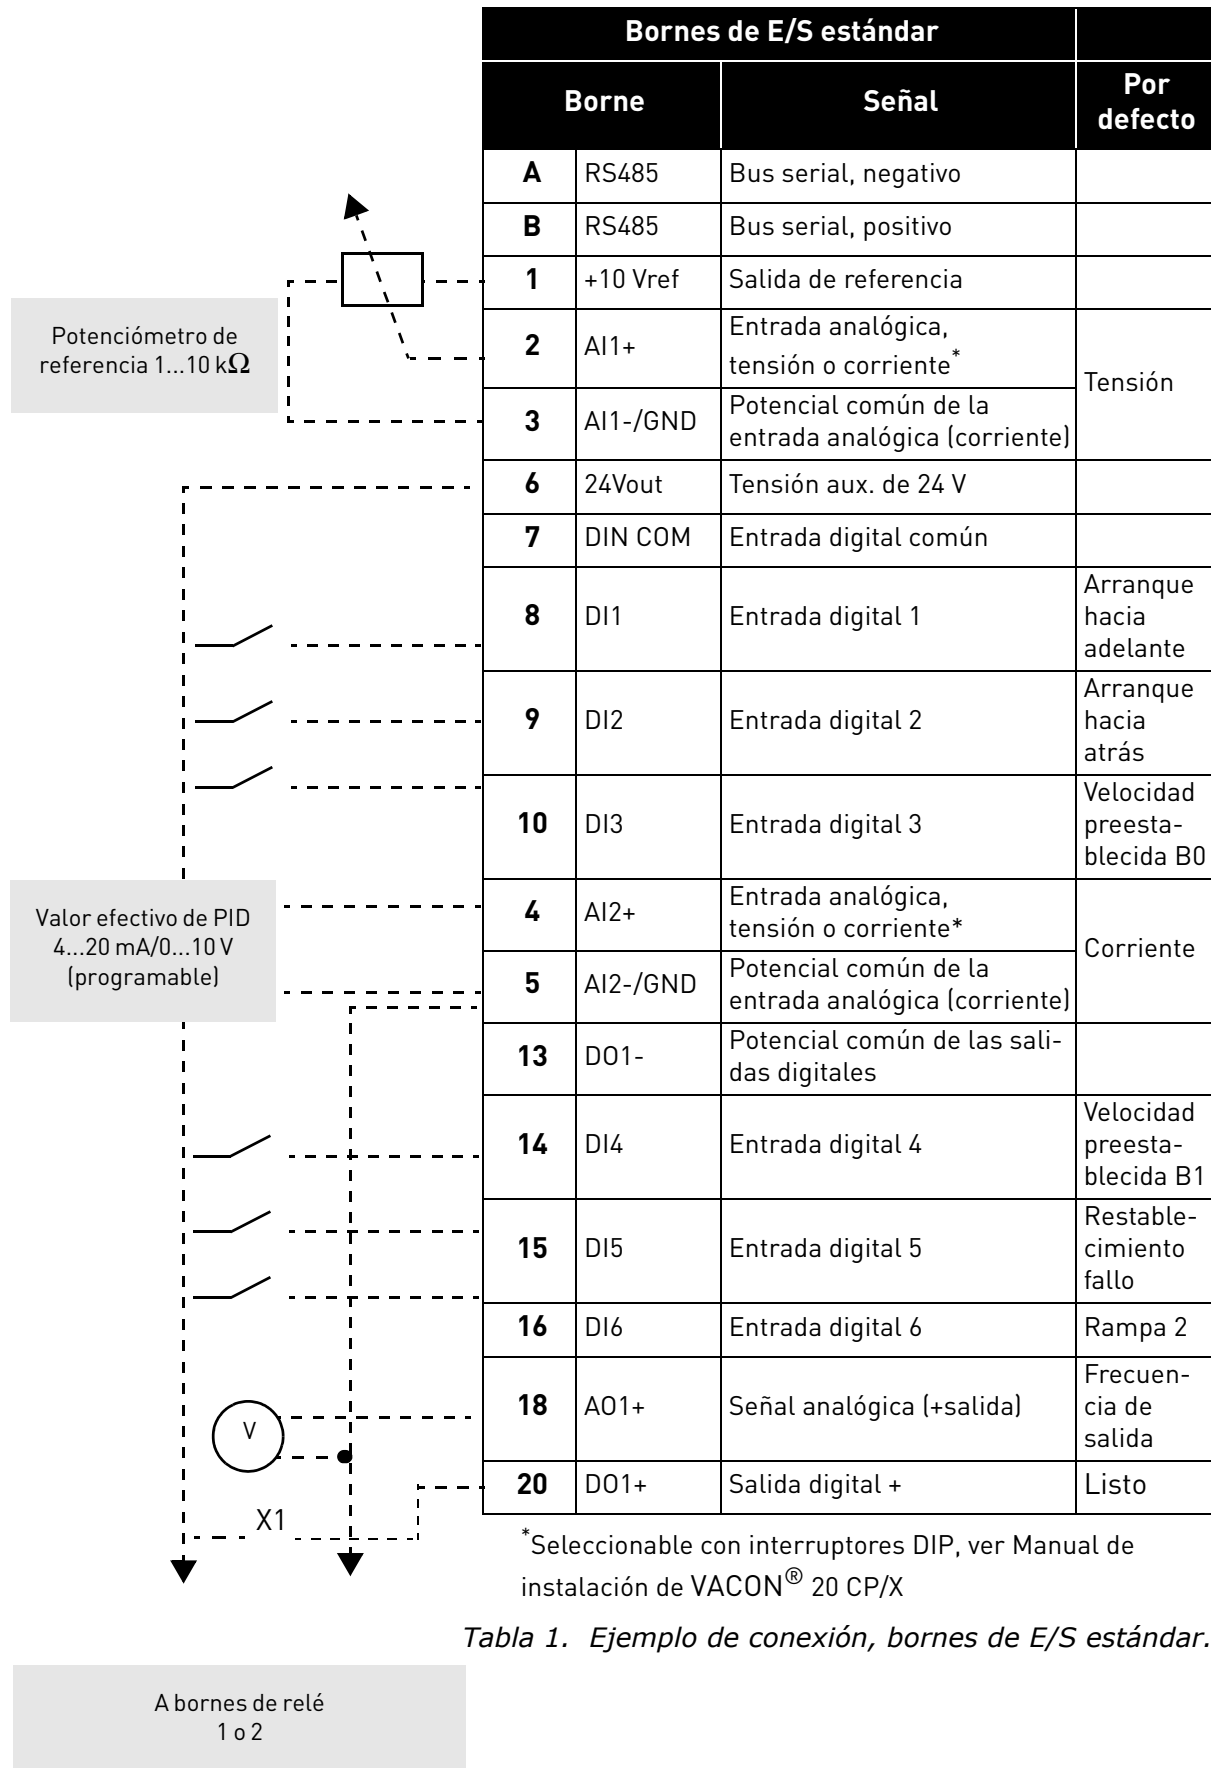 Bornes de E/S estándar
Borne
Señal
Por
defecto
A
RS485
Bus serial, negativo
B
RS485
Bus serial, positivo
1
+10 Vref
Salida de referencia
Potenciómetro de
referencia 1...10 kΩ
2
AI1+
Entrada analógica,
tensión o corriente*
Tensión
3
AI1-/GND
Potencial común de la
entrada analógica (corriente)
6
24Vout
Tensión aux. de 24 V
7
DIN COM
Entrada digital común
8
DI1
Entrada digital 1
Arranque
hacia
adelante
9
DI2
Entrada digital 2
Arranque
hacia
atrás
10
DI3
Entrada digital 3
Velocidad
preesta-
blecida B0
Valor efectivo de PID
4...20 mA/0...10 V
(programable)
4
AI2+
Entrada analógica,
tensión o corriente*
Corriente
5
AI2-/GND
Potencial común de la
entrada analógica (corriente)
13
DO1-
Potencial común de las sali-
das digitales
14
DI4
Entrada digital 4
Velocidad
preesta-
blecida B1
15
DI5
Entrada digital 5
Restable-
cimiento
fallo
16
DI6
Entrada digital 6
Rampa 2
V
18
AO1+
Señal analógica (+salida)
Frecuen-
cia de
salida
20
DO1+
Salida digital +
Listo
X1
*Seleccionable con interruptores DIP, ver Manual de
instalación de VACON® 20 CP/X
Tabla 1. Ejemplo de conexión, bornes de E/S estándar.
A bornes de relé
1 o 2